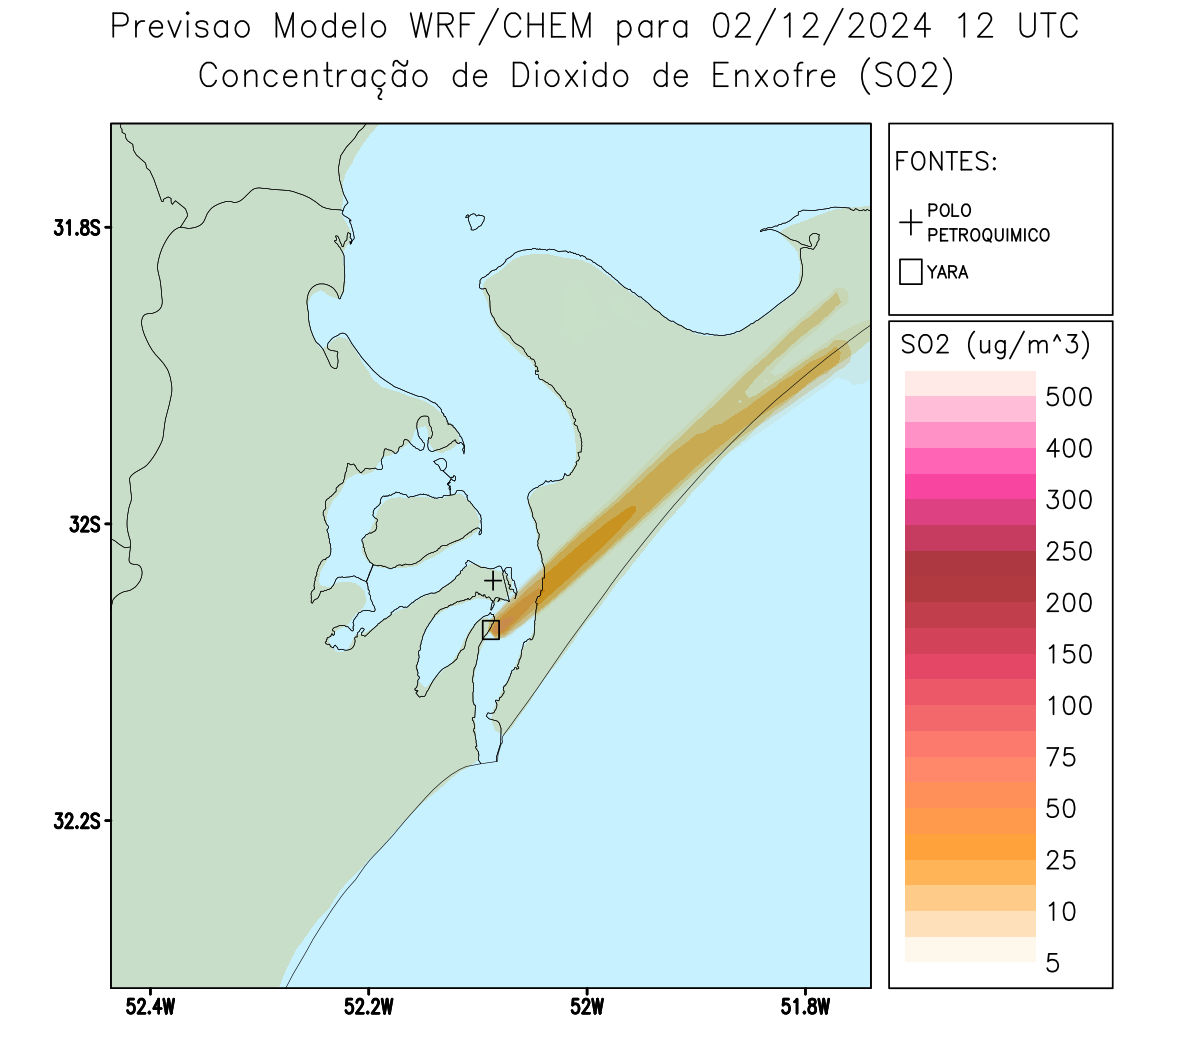 Previsao Modelo WRF/CHEM para 02/12/2024 12 UTC
Concentração de Dioxido de Enxofre (SO2)
FONTES:
POLO
PETROQUIMICO
YARA
SO2 (ug/m^3)
500
400
300
250
200
150
100
75
50
25
10
5
31.8S
32S
32.2S
52.4W
52.2W
52W
51.8W